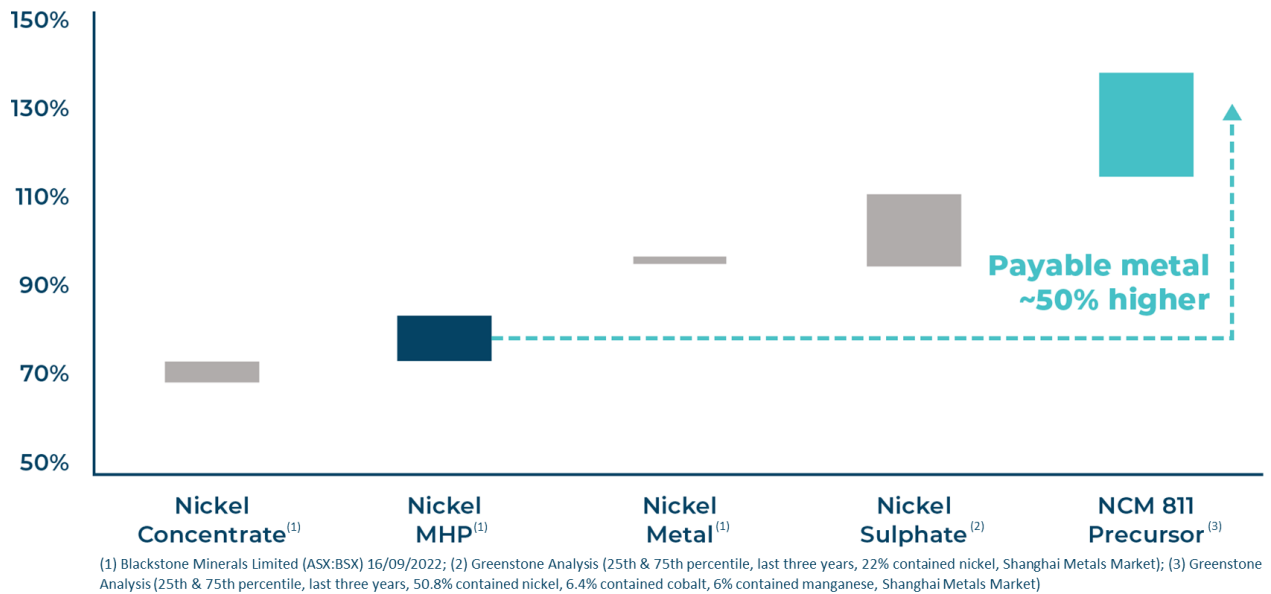 150%
130%
110%
90%
70%
50%
Payable metal
~50% higher
Nickel
Concentrate(1)
Nickel
MHP(1)
Nickel
Metal(1)
Nickel
Sulphate(2)
NCM 811
Precursor(3)
(1) Blackstone Minerals Limited (ASX:BSX) 16/09/2022; (2) Greenstone Analysis (25th & 75th percentile, last three years, 22% contained nickel, Shanghai Metals Market); (3) Greenstone
Analysis (25th & 75th percentile, last three years, 50.8% contained nickel, 6.4% contained cobalt, 6% contained manganese, Shanghai Metals Market)